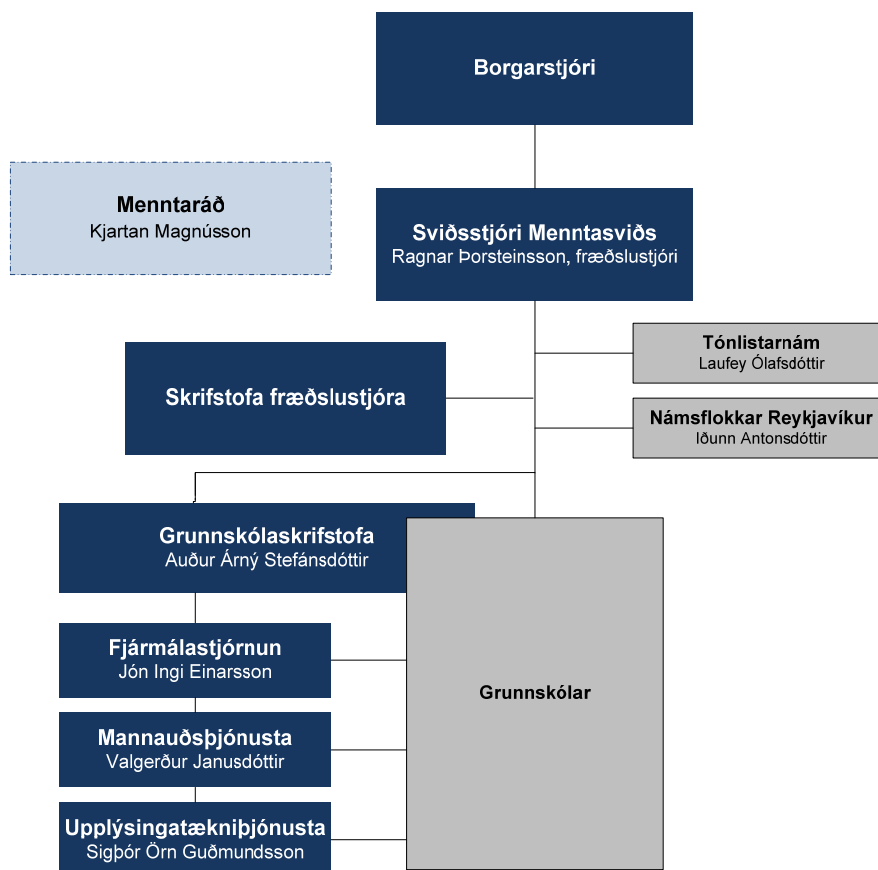 Borgarstjóri
Menntaráð
Kjartan Magnússon
Sviðsstjóri Menntasviðs
Ragnar Þorsteinsson, fræðslustjóri
Tónlistarnám
Laufey Ólafsdóttir
Skrifstofa fræðslustjóra
Námsflokkar Reykjavíkur
Iðunn Antonsdóttir
Grunnskólaskrifstofa
Auður Árný Stefánsdóttir
Fjármálastjórnun
Jón Ingi Einarsson
Grunnskólar
Mannauðsþjónusta
Valgerður Janusdóttir
Upplýsingatækniþjónusta
Sigþór Örn Guðmundsson